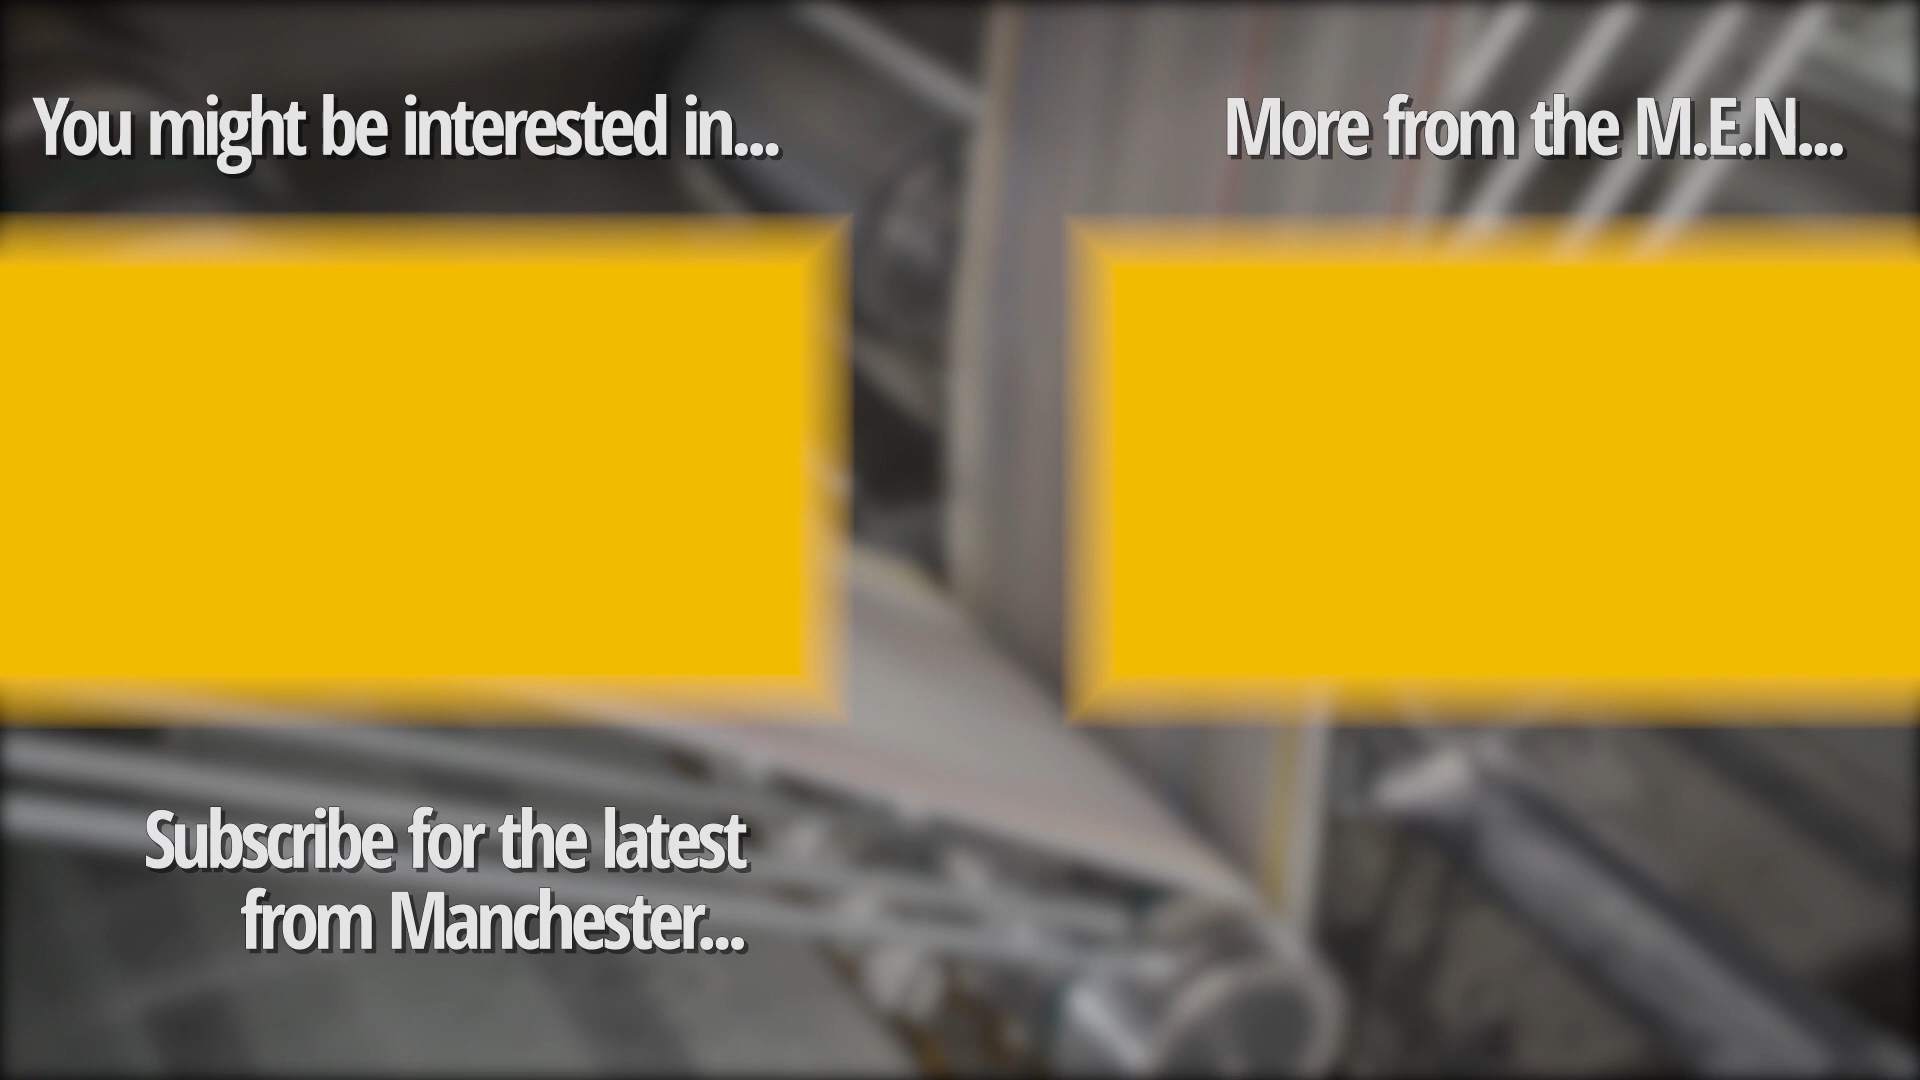 You might be interested in...
More from the M.E.N...
Subscribe for the latest
from Manchester...